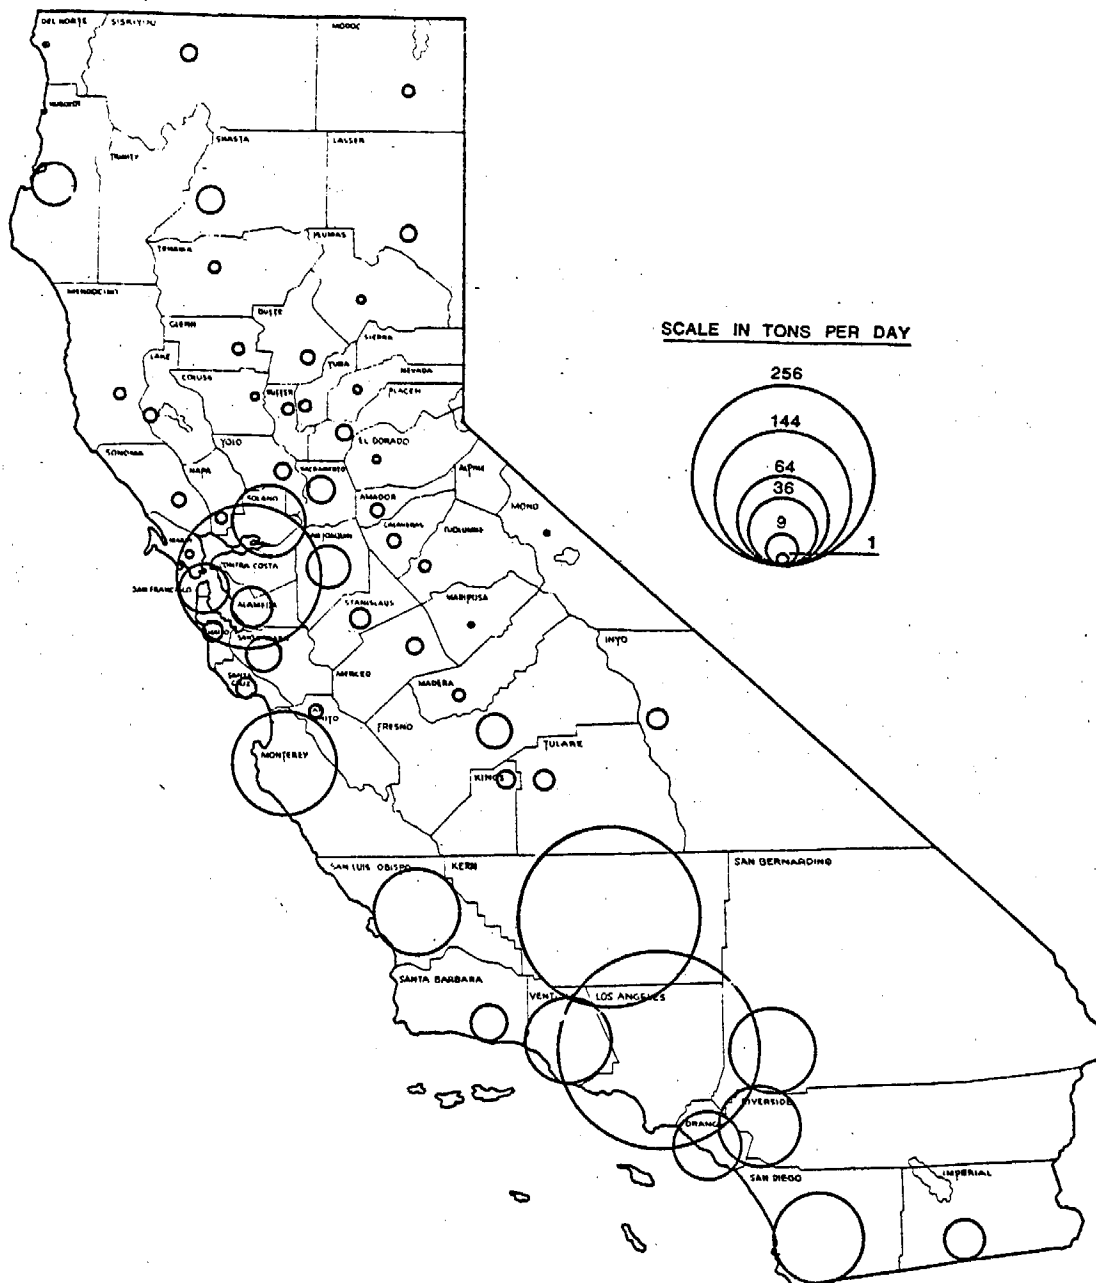 DEL NORTE
SISKIYOU
MODOC
HUMBOLDT
TRINITY
SHASTA
LASSEN
TEHAMA
PLUMAS
MENDOCINO
GLENN
BUTTE
SIERRA
LAKE
COLUSA
YUBA
NEVADA
SUTTER
PLACER
SCALE IN TONS PER DAY
256
144
64
36
9
1
SONOMA
NAPA
YOLO
EL DORADO
SACRAMENTO
ALPINE
SOLANO
AMADOR
MONO
CALAVERAS
TUOLUMNE
SAN JOAQUIN
CONTRA COSTA
SAN FRANCISCO
ALAMEDA
STANISLAUS
MARIPOSA
INYO
SANTA
CRUZ
MERCED
MADERA
FRESNO
MONTEREY
TULARE
KINGS
SAN LUIS OBISPO
KERN
SAN BERNARDINO
SANTA BARBARA
VENT
LOS ANGELES
RIVERSIDE
ORANGE
SAN DIEGO
IMPERIAL